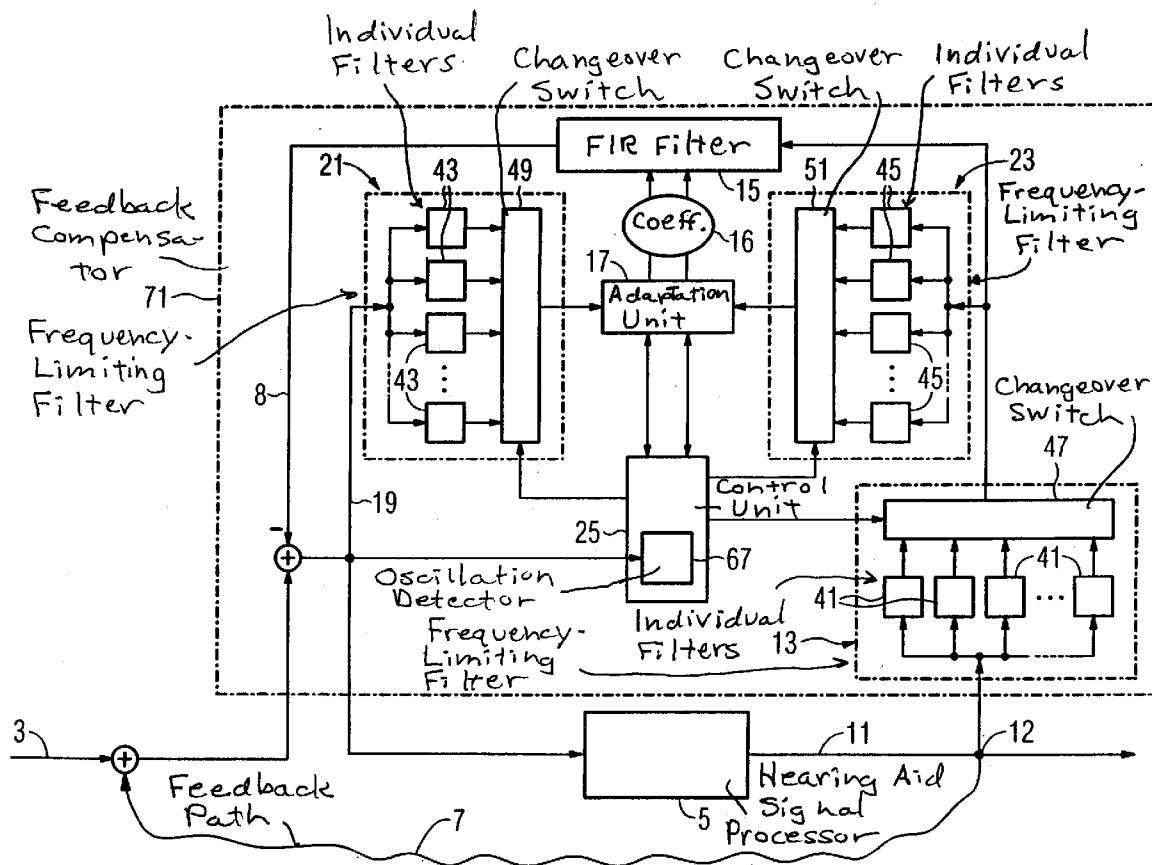 Individual
Filters
Changeover
Switch
Changeover
Switch
Individual
Filters
FIR Filter
15
21
43
49
51
45
23
Feedback
Compensa-
tor
71
Coeff.
16
Frequency-
Limiting
Filter
17
Adaptation
Unit
Frequency-
Limiting
Filter
8
43
45
Changeover
Switch
47
19
Control
Unit
25
67
-
+
Oscillation
Detector
41
41
Individual
Filters
13
Frequency-
Limiting
Filter
3
+
11
12
Feedback
Path
7
5
Hearing Aid
Signal
Processor